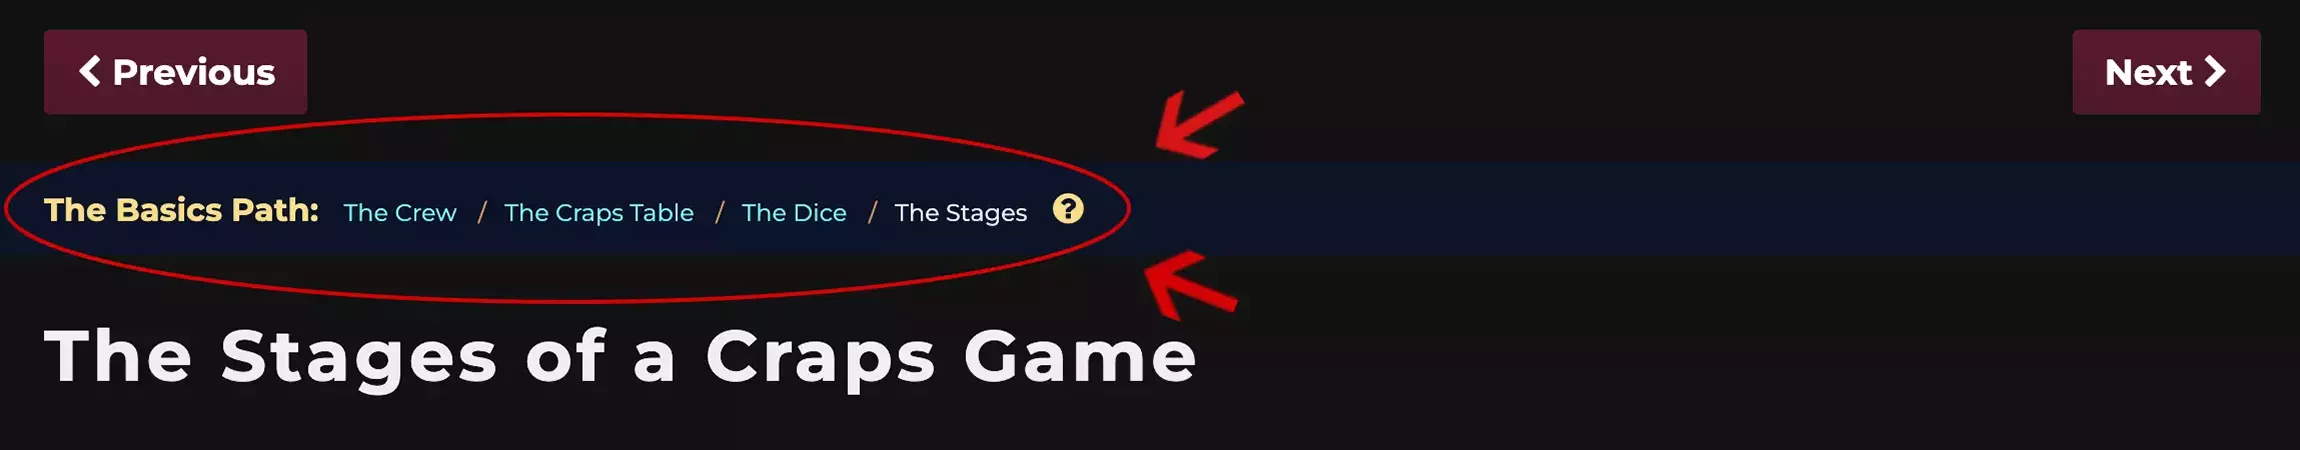 Previous
Next
The Basics Path: The Crew / The Craps Table / The Dice / The Stages ?
The Stages of a Craps Game